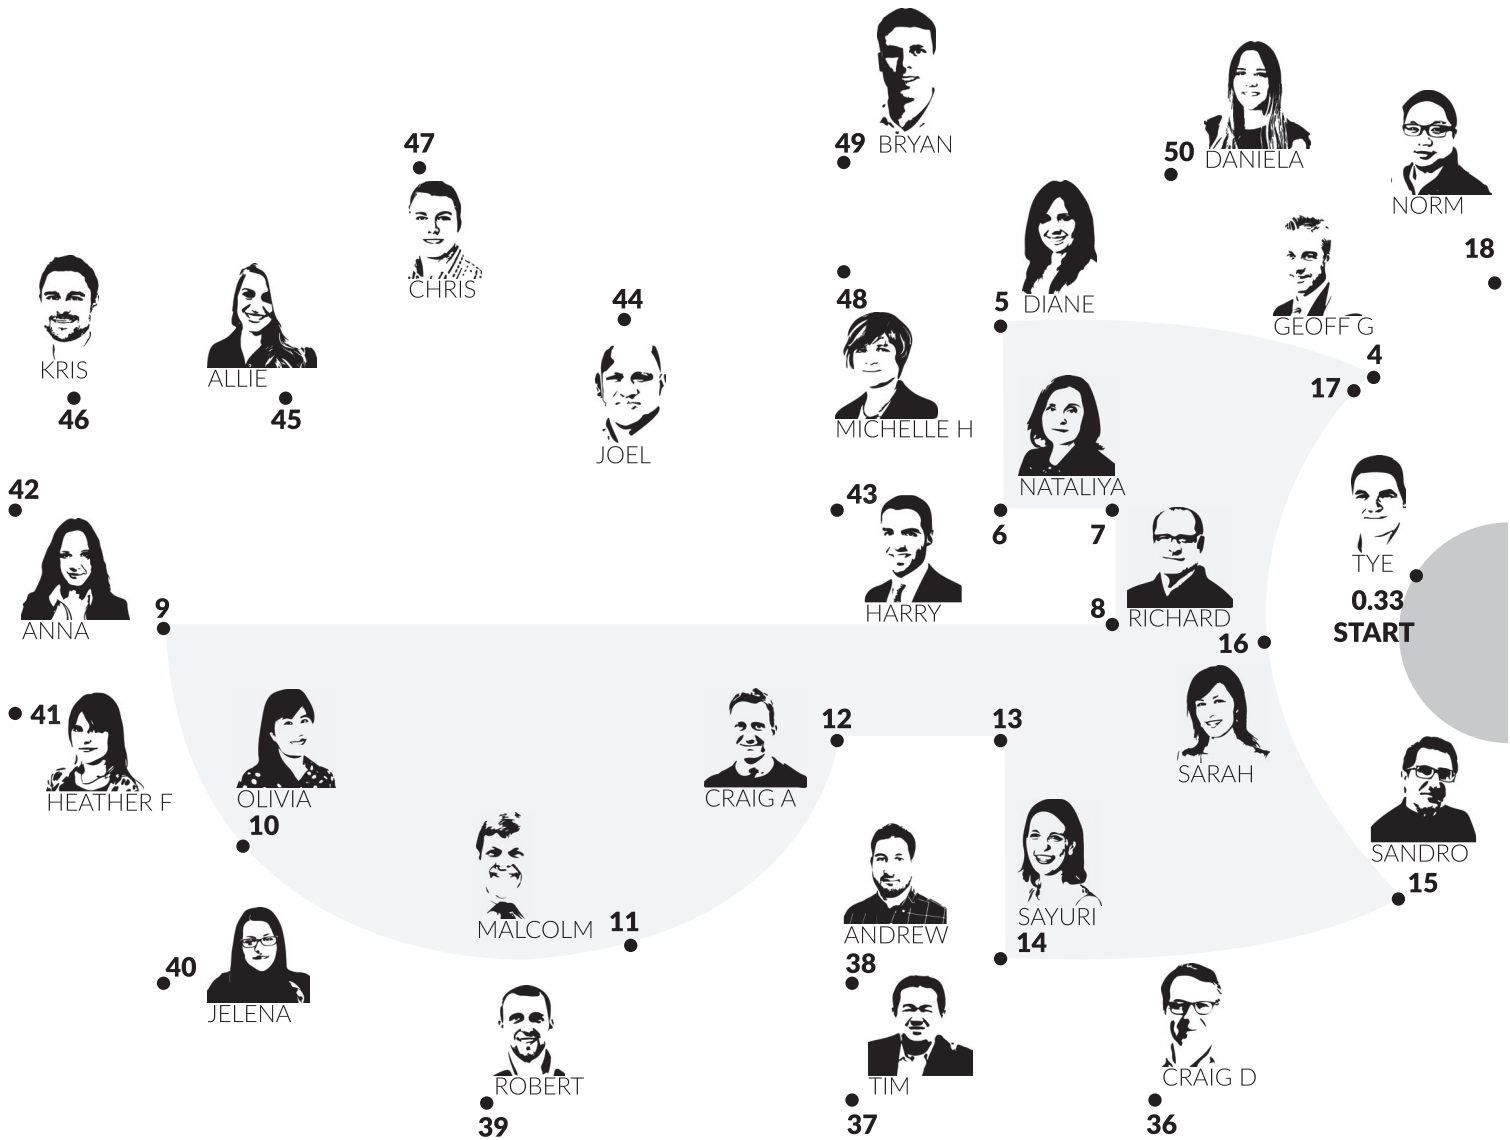 49 BRYAN
47
50 DANIELA
NORM
18
CHRIS
44
48
5 DIANE
GEOFF G
4
17
KRIS
46
ALLIE
45
JOEL
MICHELLE H
42
43
NATALIYA
6
7
TYE
0.33
START
ANNA
9
HARRY
8
RICHARD
16
41
12
13
HEATHER F
OLIVIA
10
CRAIG A
SARAH
SANDRO
15
MALCOLM
11
ANDREW
38
SAYURI
14
40
JELENA
ROBERT
39
TIM
37
CRAIG D
36